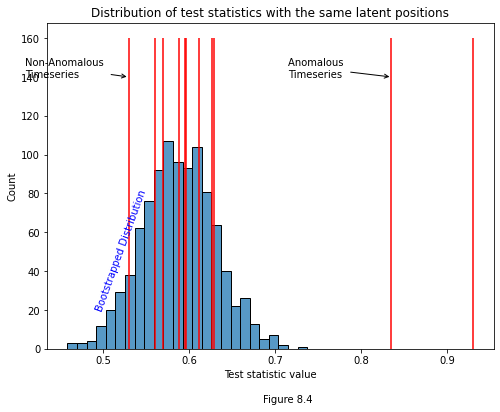 Distribution of test statistics with the same latent positions
160
140
120
100
80
60
40
20
0
Count
Non-Anomalous
Timeseries
Anomalous
Timeseries
Bootstrapped Distribution
0.5
0.6
0.7
0.8
0.9
Test statistic value
Figure 8.4